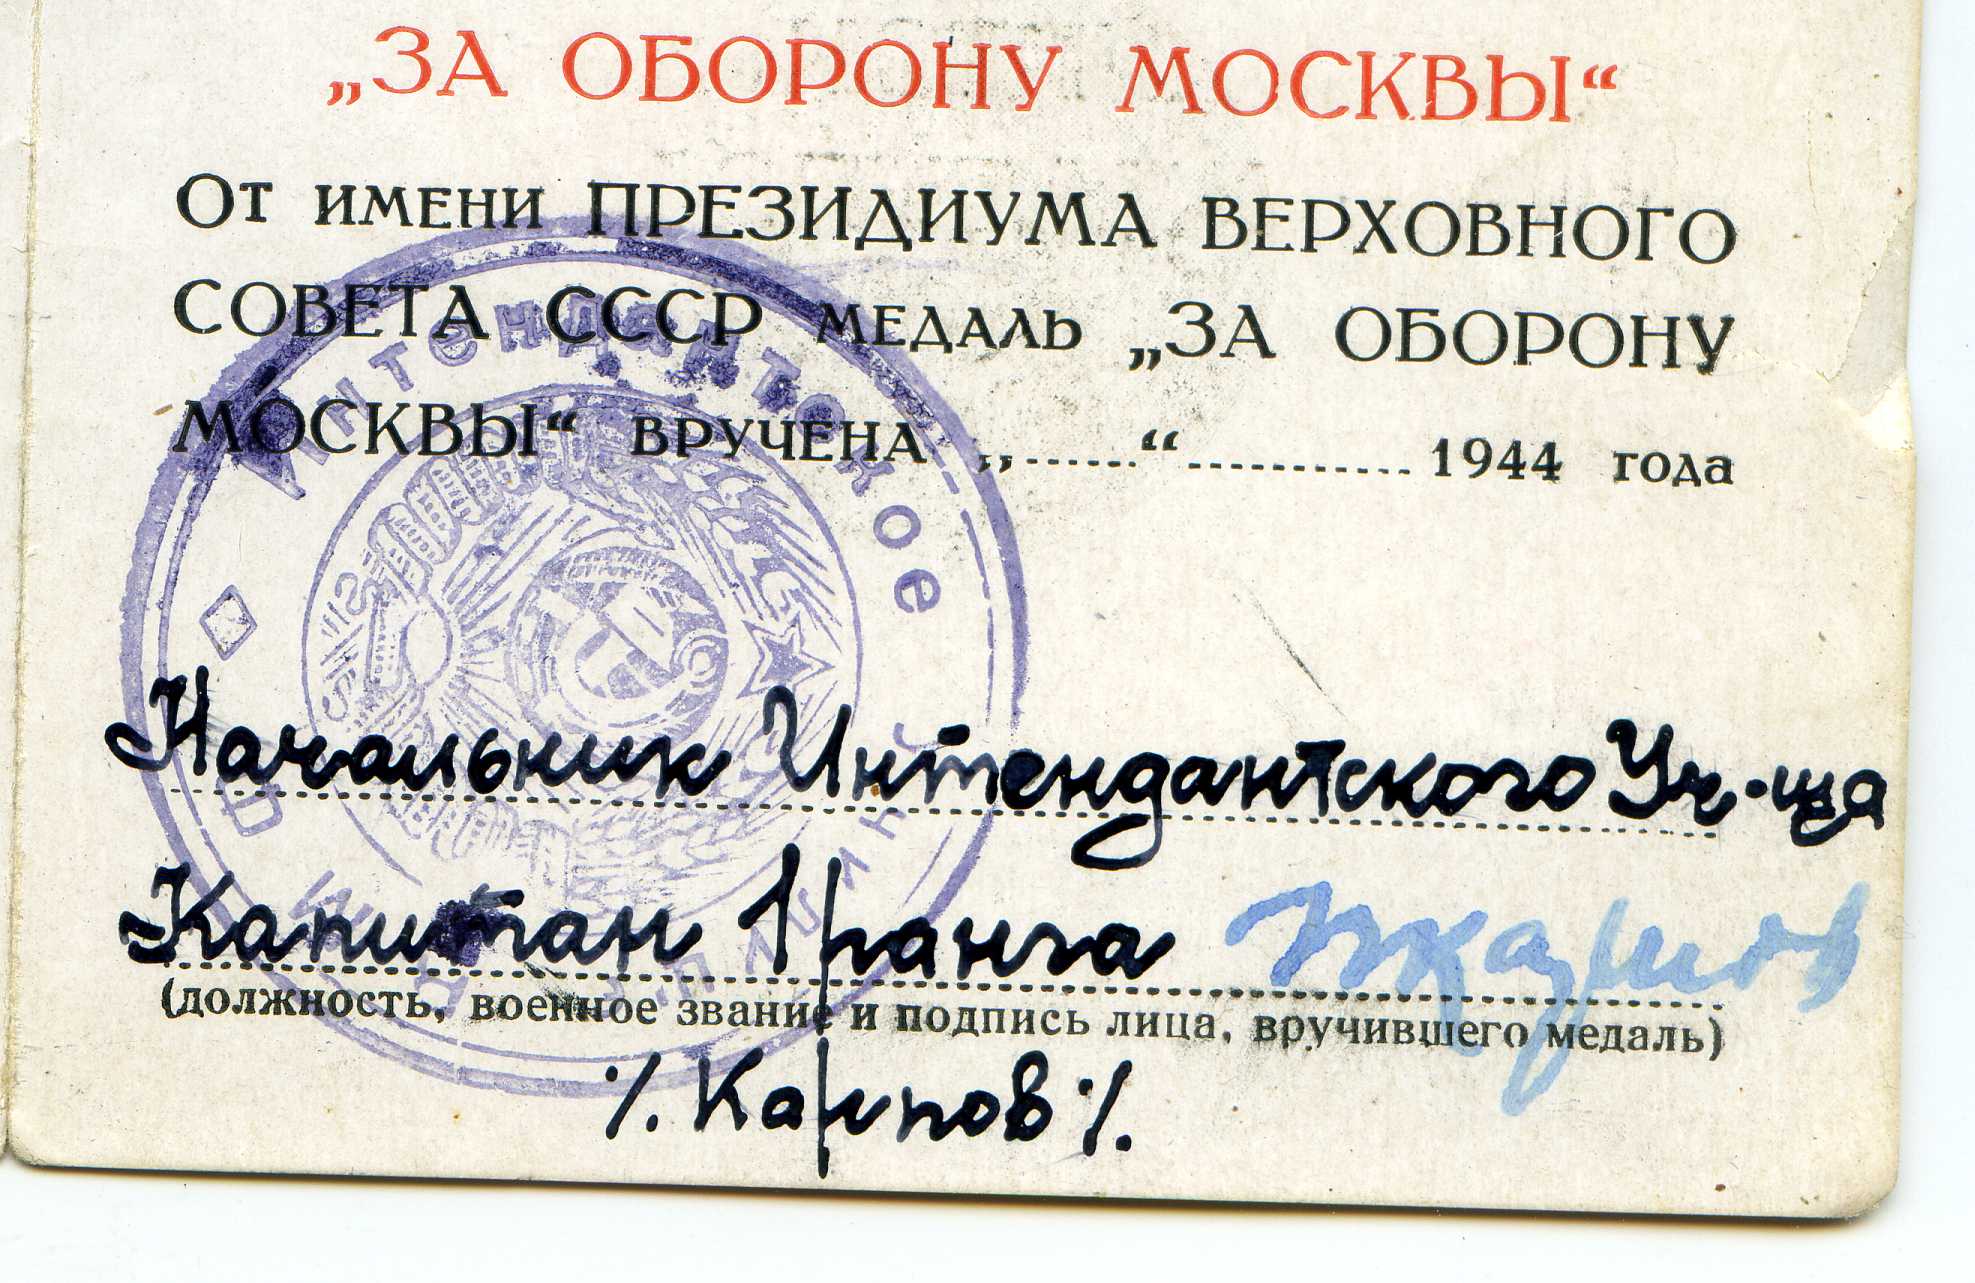 „ЗА ОБОРОНУ МОСКВЫ“
От имени ПРЕЗИДИУМА ВЕРХОВНОГО
СОВЕТА СССР медаль „ЗА ОБОРОНУ
МОСКВЫ“ вручена „......“ ............ 1944 года
Интендантское
Начальник Интендантского Уч-ща
Капитан 1 ранга
(должность, военное звание и подпись лица, вручившего медаль)
/. Карпов /.